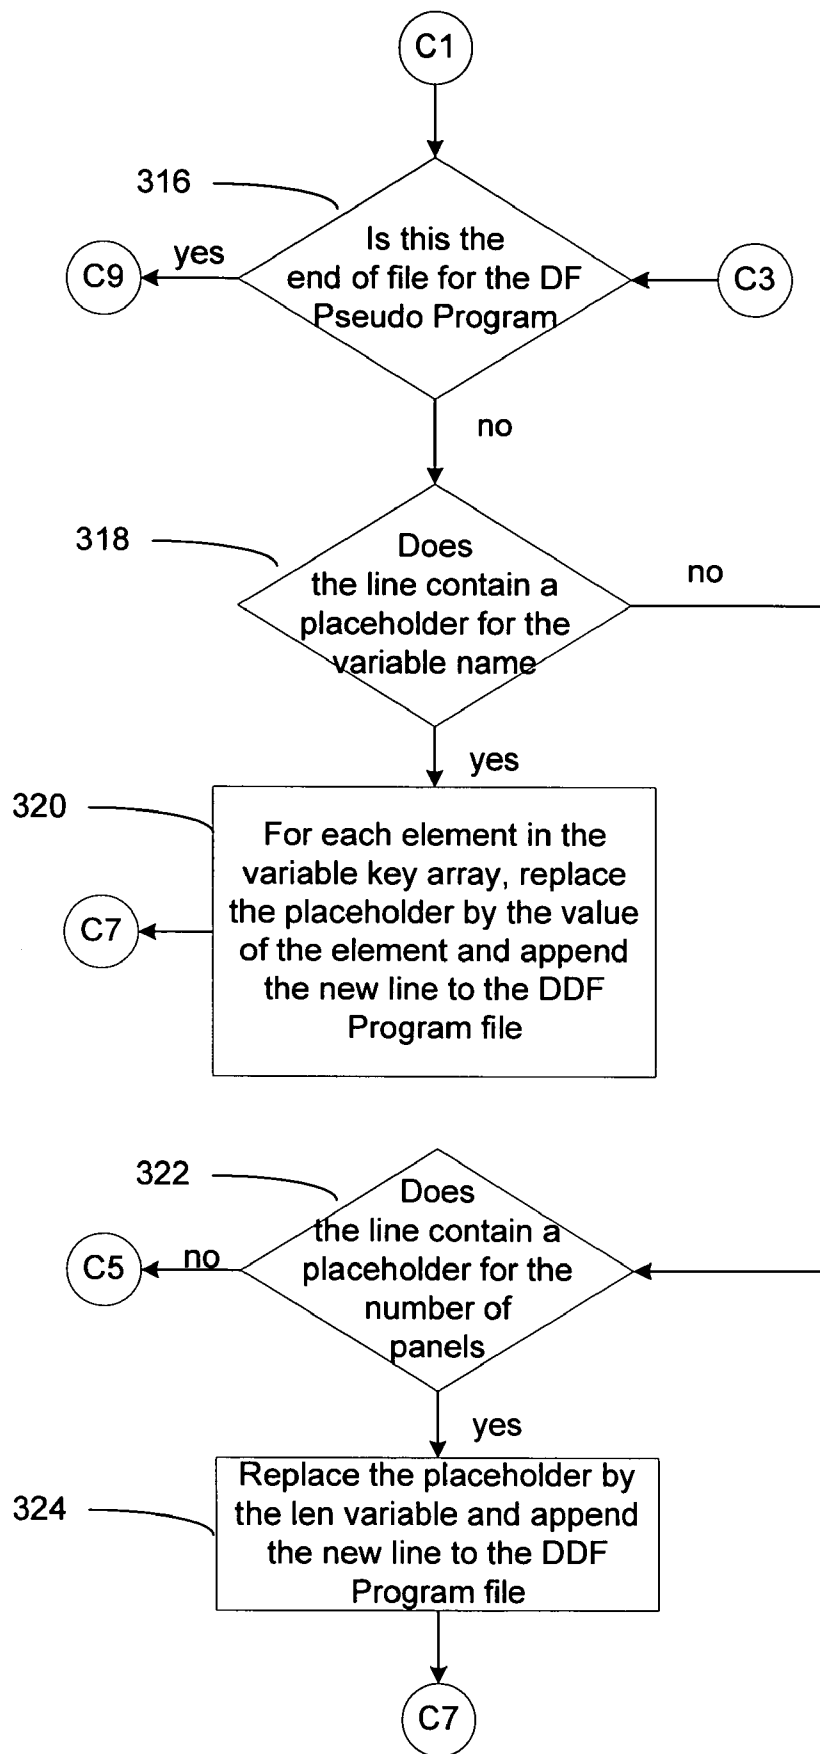 C1
316
Is this the
end of file for the DF
Pseudo Program
yes
C9
C3
no
318
Does
the line contain a
placeholder for the
variable name
no
yes
320
For each element in the
variable key array, replace
the placeholder by the value
of the element and append
the new line to the DDF
Program file
C7
322
Does
the line contain a
placeholder for the
number of
panels
no
C5
yes
324
Replace the placeholder by
the len variable and append
the new line to the DDF
Program file
C7